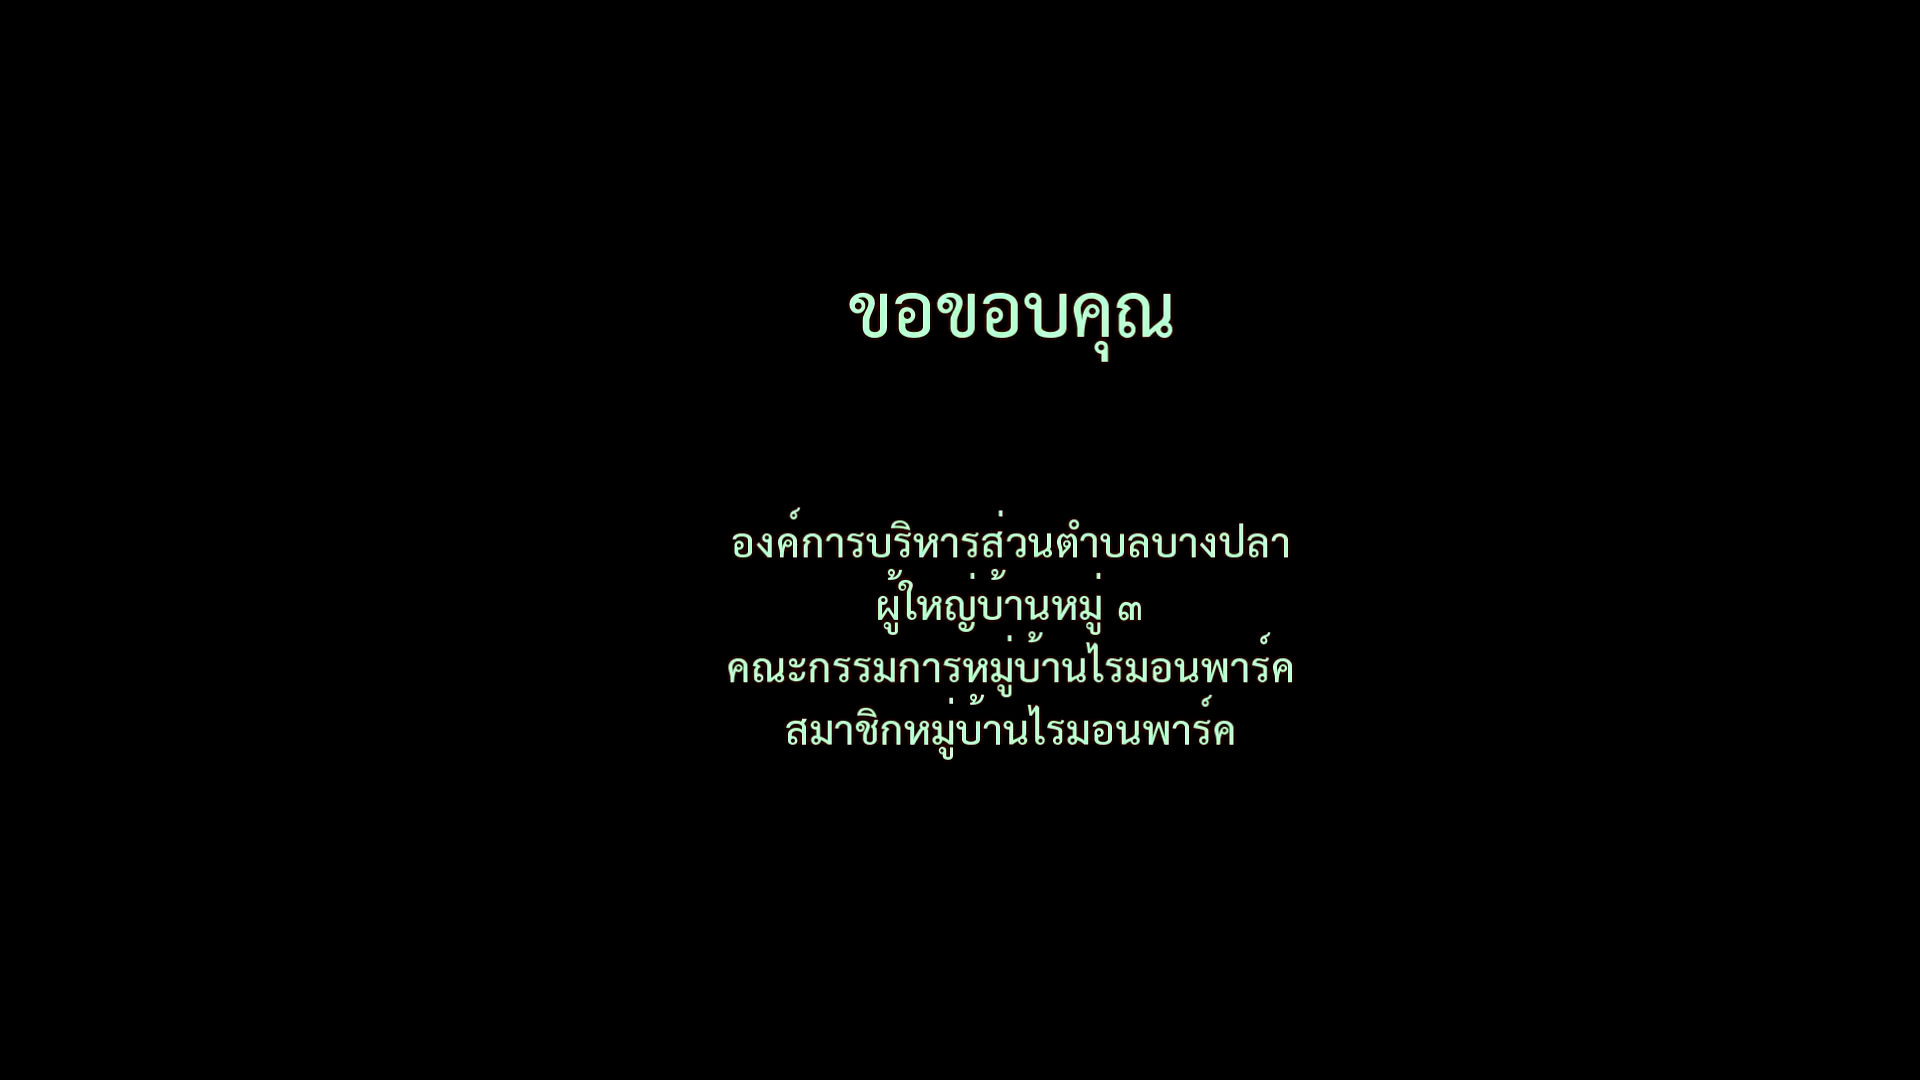 ขอขอบคุณ
องค์การบริหารส่วนตำบลบางปลา
ผู้ใหญ่บ้านหมู่ ๓
คณะกรรมการหมู่บ้านไรมอนพาร์ค
สมาชิกหมู่บ้านไรมอนพาร์ค